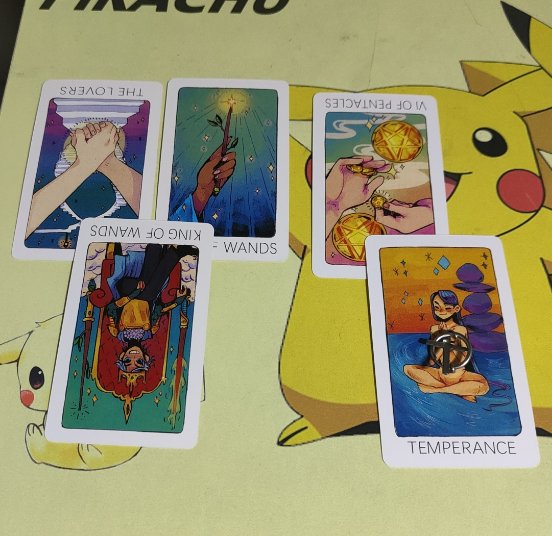 PIKACHU
THE LOVERS
F WANDS
VI OF PENTACLES
KING OF WANDS
TEMPERANCE